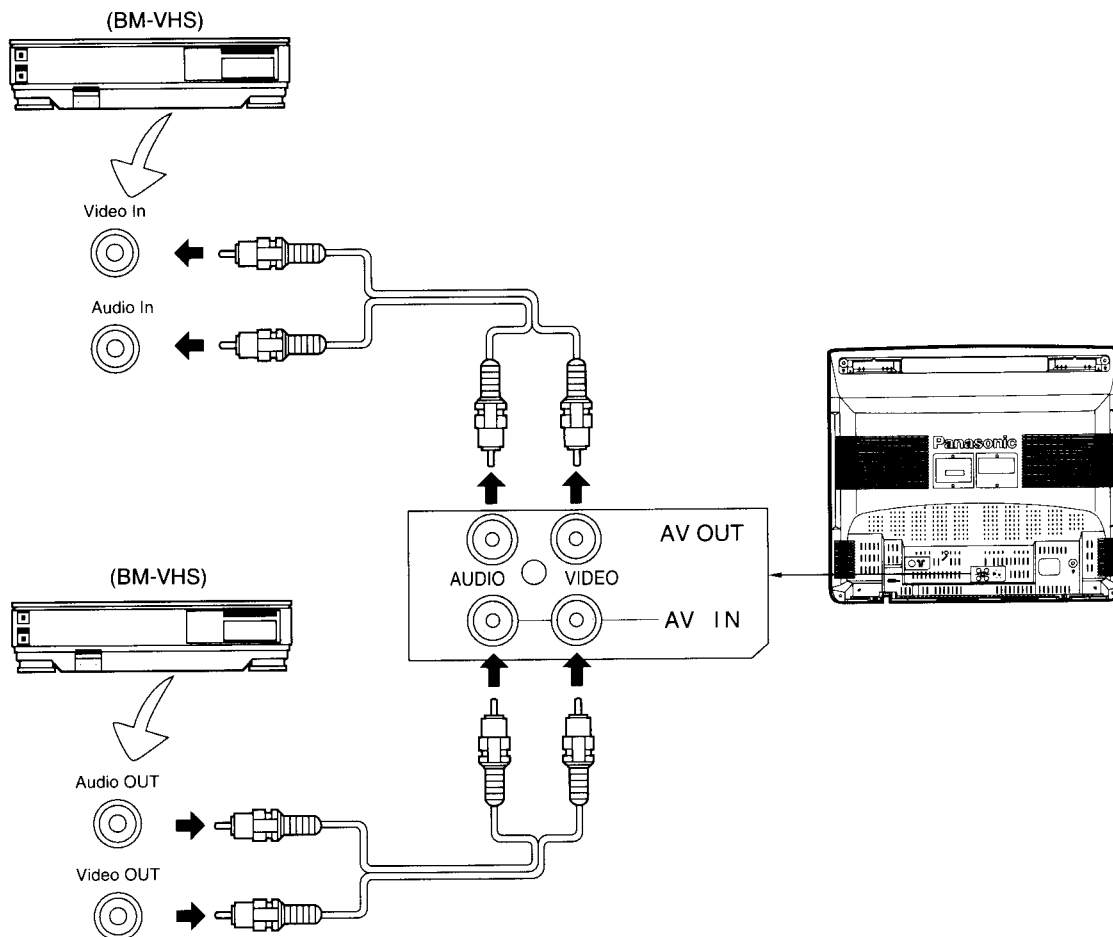 (BM-VHS)
Video In
Audio In
Panasonic
AV OUT
AUDIO VIDEO
AV IN
(BM-VHS)
Audio OUT
Video OUT